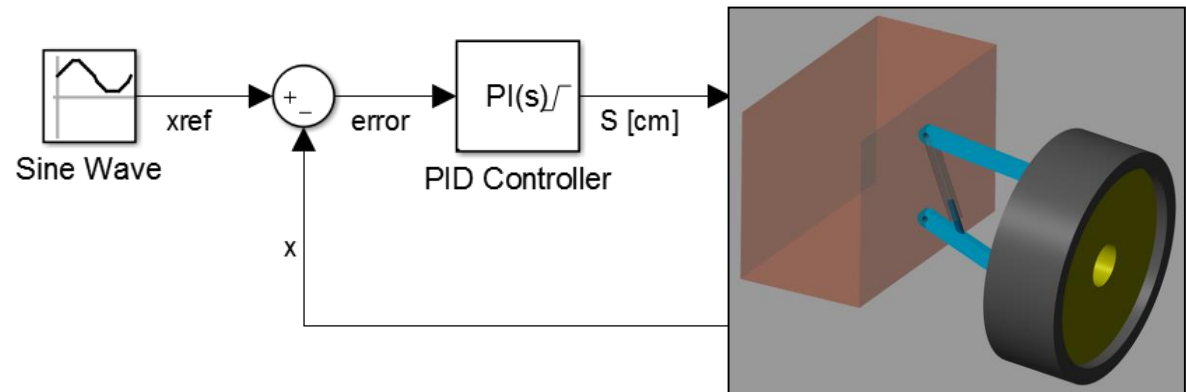 PI(s)
xref
error
S [cm]
Sine Wave
PID Controller
x